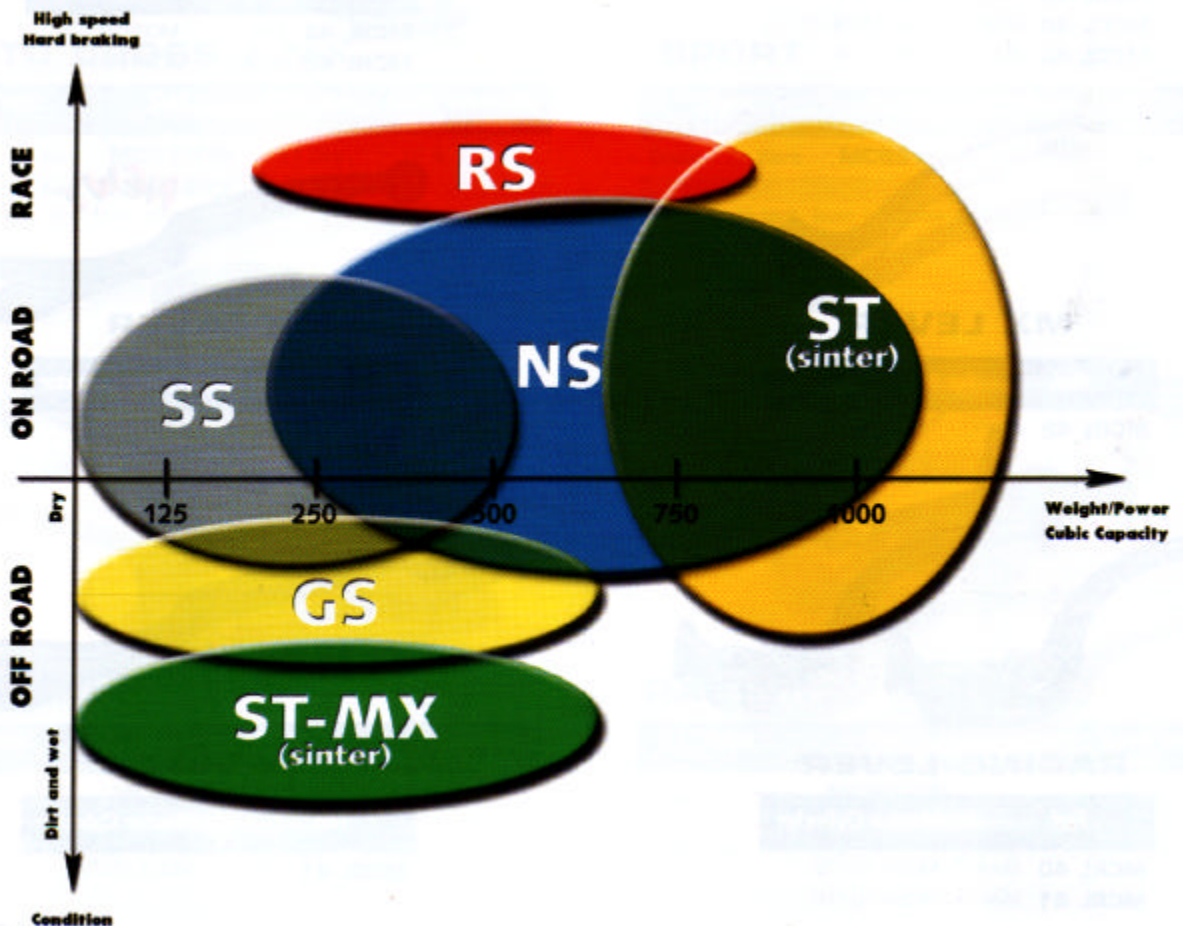 High speed
Hard braking
RACE
RS
ON ROAD
ST
(sinter)
NS
SS
Dry
125
250
500
750
1000
Weight/Power
Cubic Capacity
OFF ROAD
GS
ST-MX
(sinter)
Dirt and wet
Condition